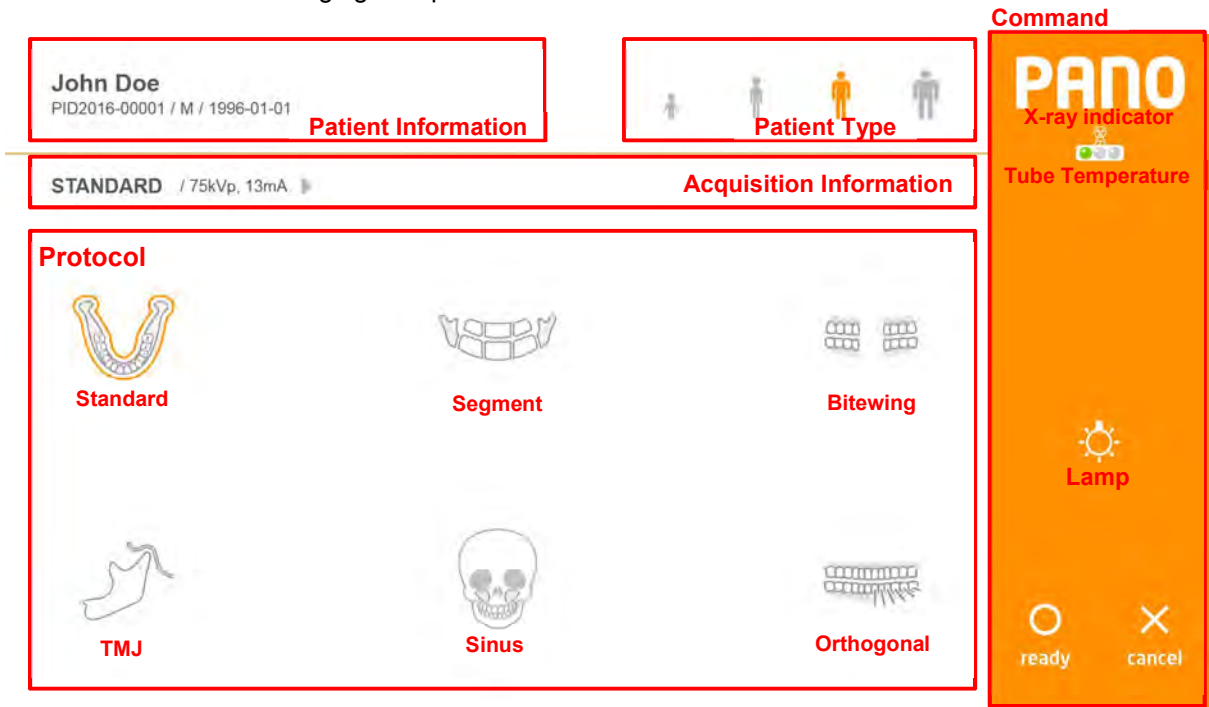 Command
John Doe
PID2016-00001 / M / 1996-01-01
Patient Information
Patient Type
PANO
X-ray indicator
Tube Temperature
STANDARD / 75kVp, 13mA
Acquisition Information
Protocol
Standard
Segment
Bitewing
Lamp
TMJ
Sinus
Orthogonal
ready
cancel